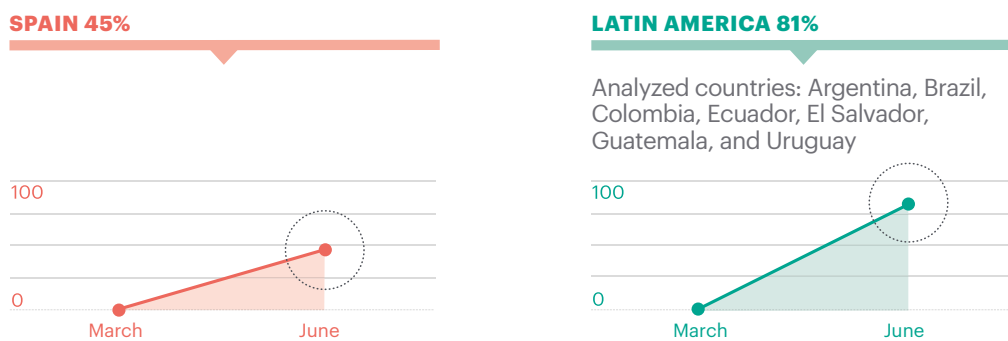 SPAIN 45%
100
0
March June
LATIN AMERICA 81%
Analyzed countries: Argentina, Brazil,
Colombia, Ecuador, El Salvador,
Guatemala, and Uruguay
100
0
March June